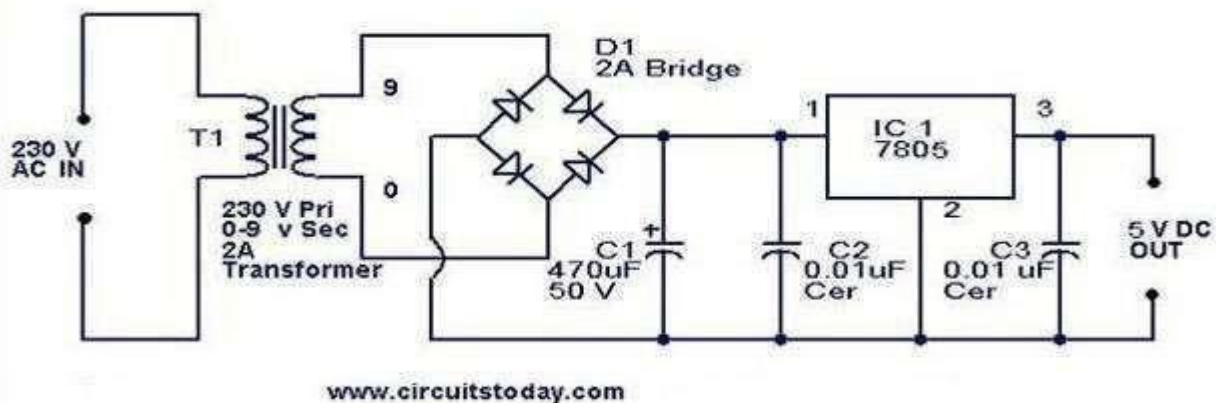 D1
2A Bridge
9
T1
230 V
AC IN
0
230 V Pri
0-9 v Sec
2A
Transformer
1
IC 1
7805
3
2
+
C1
470uF
50 V
C2
0.01uF
Cer
C3
0.01 uF
Cer
5 V DC
OUT
www.circuitstoday.com